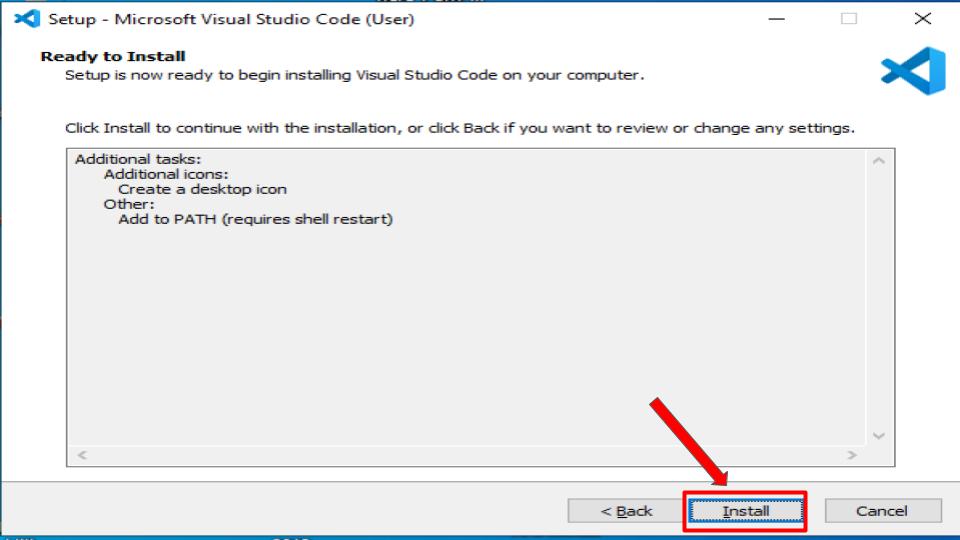 Setup - Microsoft Visual Studio Code (User)
Ready to Install
Setup is now ready to begin installing Visual Studio Code on your computer.
Click Install to continue with the installation, or click Back if you want to review or change any settings.
Additional tasks:
Additional icons:
Create a desktop icon
Other:
Add to PATH (requires shell restart)
< Back
Install
Cancel